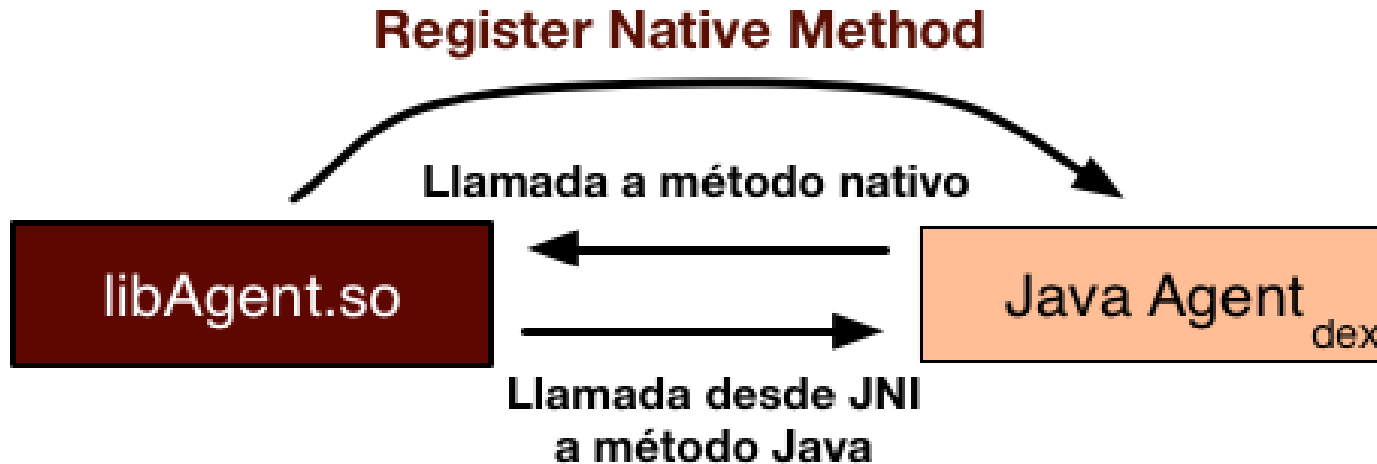 Register Native Method
Llamada a método nativo
libAgent.so
Java Agent
dex
Llamada desde JNI
a método Java